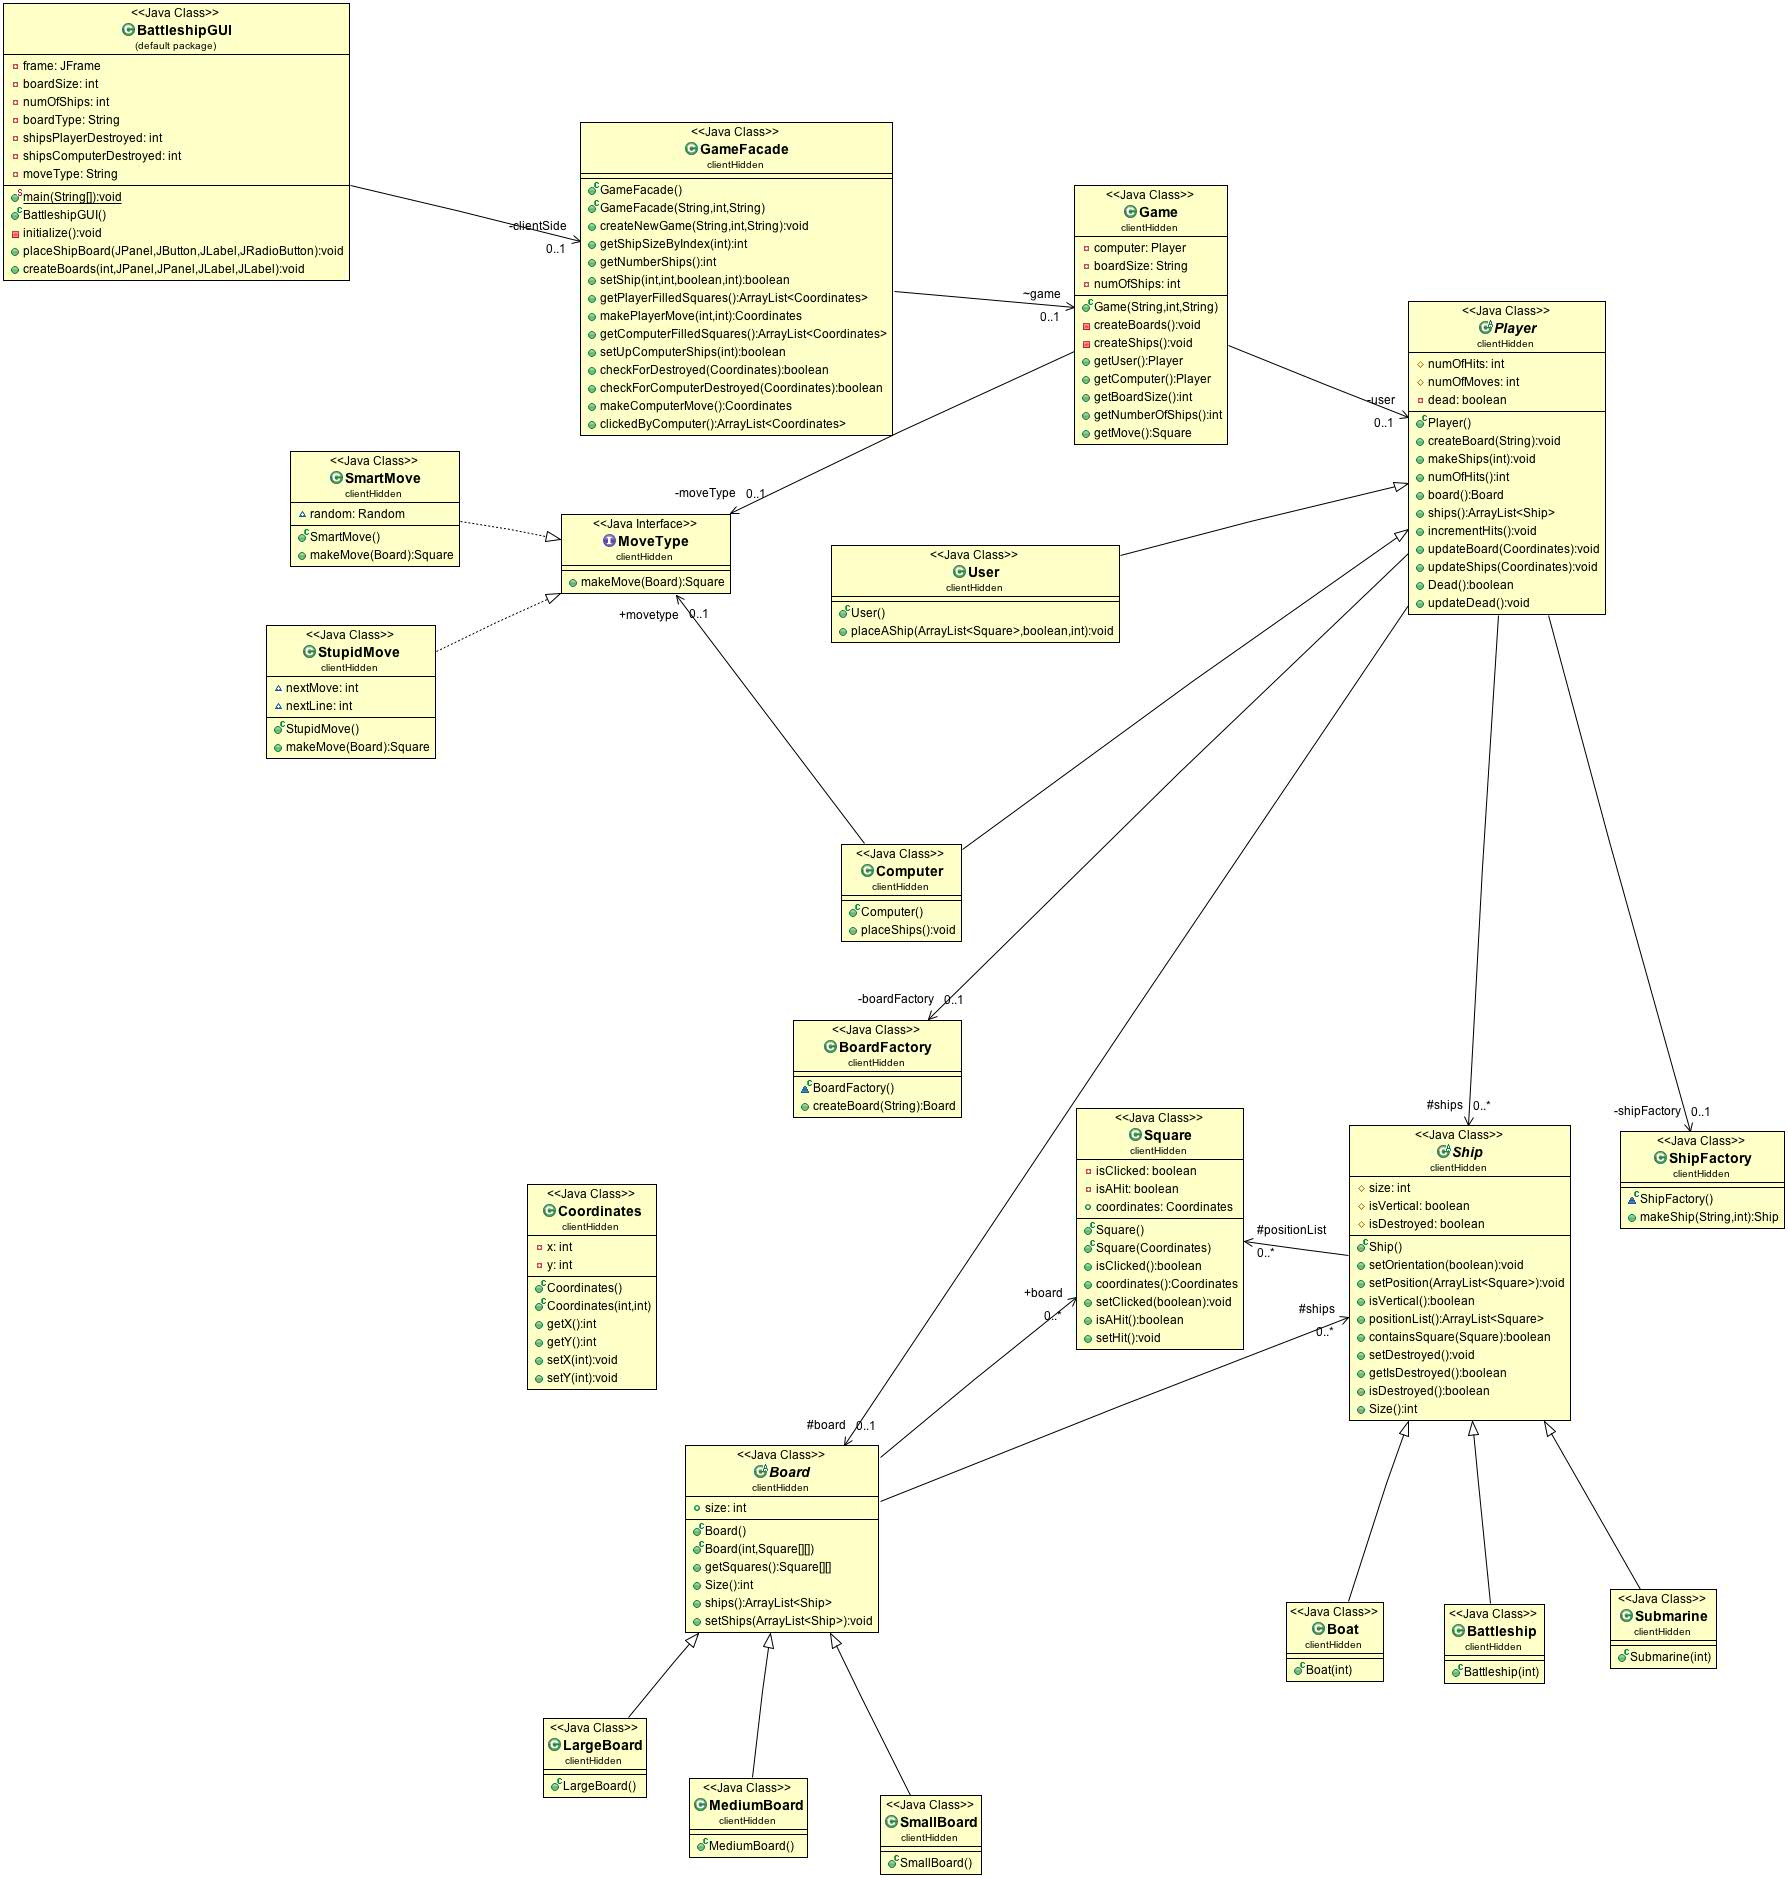 <<Java Class>>
BattleshipGUI
(default package)
frame: JFrame
boardSize: int
numOfShips: int
boardType: String
shipsPlayerDestroyed: int
shipsComputerDestroyed: int
moveType: String
main(String[]):void
BattleshipGUI()
initialize():void
placeShipBoard(JPanel,JButton,JLabel,JRadioButton):void
createBoards(int,JPanel,JPanel,JLabel,JLabel):void
-clientSide
0..1
<<Java Class>>
GameFacade
clientHidden
GameFacade()
GameFacade(String,int,String)
createNewGame(String,int,String):void
getShipSizeByIndex(int):int
getNumberShips():int
setShip(int,int,boolean,int):boolean
getPlayerFilledSquares():ArrayList<Coordinates>
makePlayerMove(int,int):Coordinates
getComputerFilledSquares():ArrayList<Coordinates>
setUpComputerShips(int):boolean
checkForDestroyed(Coordinates):boolean
checkForComputerDestroyed(Coordinates):boolean
makeComputerMove():Coordinates
clickedByComputer():ArrayList<Coordinates>
~game
0..1
<<Java Class>>
Game
clientHidden
computer: Player
boardSize: String
numOfShips: int
Game(String,int,String)
createBoards():void
createShips():void
getUser():Player
getComputer():Player
getBoardSize():int
getNumberOfShips():int
getMove():Square
-user
0..1
<<Java Class>>
Player
clientHidden
numOfHits: int
numOfMoves: int
dead: boolean
Player()
createBoard(String):void
makeShips(int):void
numOfHits():int
board():Board
ships():ArrayList<Ship>
incrementHits():void
updateBoard(Coordinates):void
updateShips(Coordinates):void
Dead():boolean
updateDead():void
<<Java Class>>
SmartMove
clientHidden
random: Random
SmartMove()
makeMove(Board):Square
-moveType
0..1
<<Java Interface>>
MoveType
clientHidden
makeMove(Board):Square
+movetype
0..1
<<Java Class>>
User
clientHidden
User()
placeAShip(ArrayList<Square>,boolean,int):void
<<Java Class>>
StupidMove
clientHidden
nextMove: int
nextLine: int
StupidMove()
makeMove(Board):Square
<<Java Class>>
Computer
clientHidden
Computer()
placeShips():void
-boardFactory
0..1
<<Java Class>>
BoardFactory
clientHidden
BoardFactory()
createBoard(String):Board
<<Java Class>>
Square
clientHidden
isClicked: boolean
isAHit: boolean
coordinates: Coordinates
Square()
Square(Coordinates)
isClicked():boolean
coordinates():Coordinates
setClicked(boolean):void
isAHit():boolean
setHit():void
#ships
0..*
<<Java Class>>
Ship
clientHidden
size: int
isVertical: boolean
isDestroyed: boolean
Ship()
setOrientation(boolean):void
setPosition(ArrayList<Square>):void
isVertical():boolean
positionList():ArrayList<Square>
containsSquare(Square):boolean
setDestroyed():void
getIsDestroyed():boolean
isDestroyed():boolean
Size():int
-shipFactory
0..1
<<Java Class>>
ShipFactory
clientHidden
ShipFactory()
makeShip(String,int):Ship
#positionList
0..*
+board
0..*
#ships
0..*
<<Java Class>>
Coordinates
clientHidden
x: int
y: int
Coordinates()
Coordinates(int,int)
getX():int
getY():int
setX(int):void
setY(int):void
#board
0..1
<<Java Class>>
Board
clientHidden
size: int
Board()
Board(int,Square[][])
getSquares():Square[][]
Size():int
ships():ArrayList<Ship>
setShips(ArrayList<Ship>):void
<<Java Class>>
Boat
clientHidden
Boat(int)
<<Java Class>>
Battleship
clientHidden
Battleship(int)
<<Java Class>>
Submarine
clientHidden
Submarine(int)
<<Java Class>>
LargeBoard
clientHidden
LargeBoard()
<<Java Class>>
MediumBoard
clientHidden
MediumBoard()
<<Java Class>>
SmallBoard
clientHidden
SmallBoard()